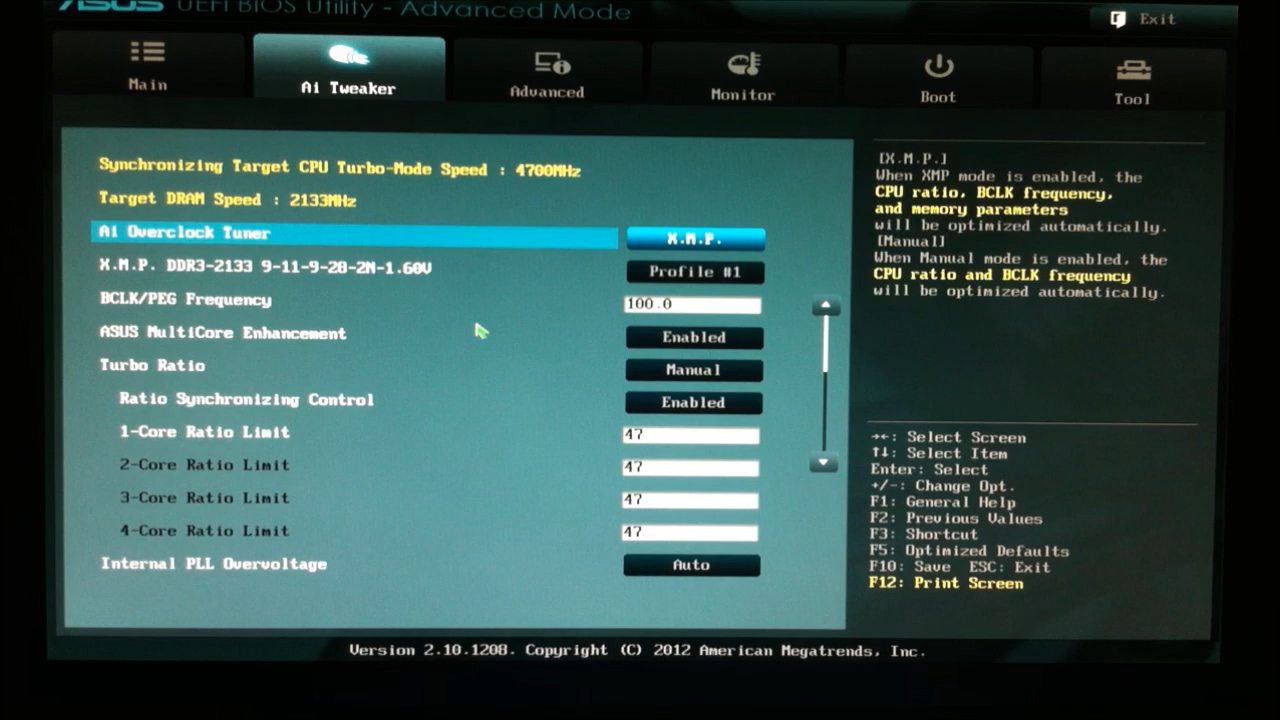 ASUS UEFI BIOS Utility - Advanced Mode
Exit
Main
Ai Tweaker
Advanced
Monitor
Boot
Tool
Synchronizing Target CPU Turbo-Mode Speed : 4700MHz
Target DRAM Speed : 2133MHz
Ai Overclock Tuner X.M.P.
X.M.P. DDR3-2133 9-11-9-28-2N-1.60V Profile #1
BCLK/PEG Frequency 100.0
ASUS MultiCore Enhancement Enabled
Turbo Ratio Manual
Ratio Synchronizing Control Enabled
1-Core Ratio Limit 47
2-Core Ratio Limit 47
3-Core Ratio Limit 47
4-Core Ratio Limit 47
Internal PLL Overvoltage Auto
[X.M.P.]
When XMP mode is enabled, the
CPU ratio, BCLK frequency,
and memory parameters
will be optimized automatically.
[Manual]
When Manual mode is enabled, the
CPU ratio and BCLK frequency
will be optimized automatically.
→←: Select Screen
↑↓: Select Item
Enter: Select
+/-: Change Opt.
F1: General Help
F2: Previous Values
F3: Shortcut
F5: Optimized Defaults
F10: Save ESC: Exit
F12: Print Screen
Version 2.10.1208. Copyright (C) 2012 American Megatrends, Inc.